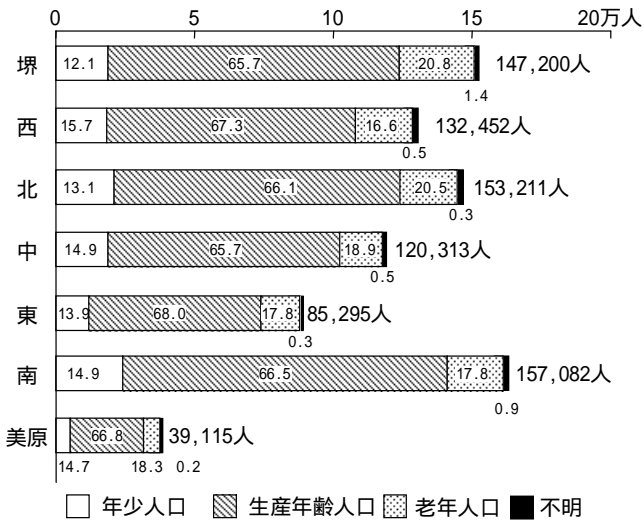 0 5 10 15 20万人
堺 12.1 65.7 20.8 147,200人
1.4
西 15.7 67.3 16.6 132,452人
0.5
北 13.1 66.1 20.5 153,211人
0.3
中 14.9 65.7 18.9 120,313人
0.5
東 13.9 68.0 17.8 85,295人
0.3
南 14.9 66.5 17.8 157,082人
0.9
美原 66.8 39,115人
14.7 18.3 0.2
年少人口 生産年齢人口 老年人口 不明